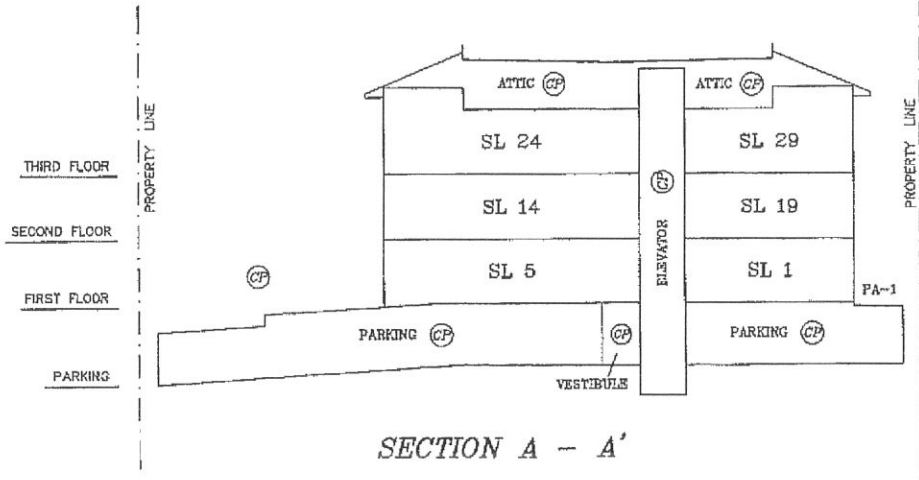 ATTIC CP
ATTIC CP
PROPERTY LINE
PROPERTY LINE
SL 24
SL 29
THIRD FLOOR
CP
SL 14
SL 19
SECOND FLOOR
ELEVATOR
SL 5
SL 1
CP
PA-1
FIRST FLOOR
PARKING CP
CP
PARKING CP
PARKING
VESTIBULE
SECTION A - A'